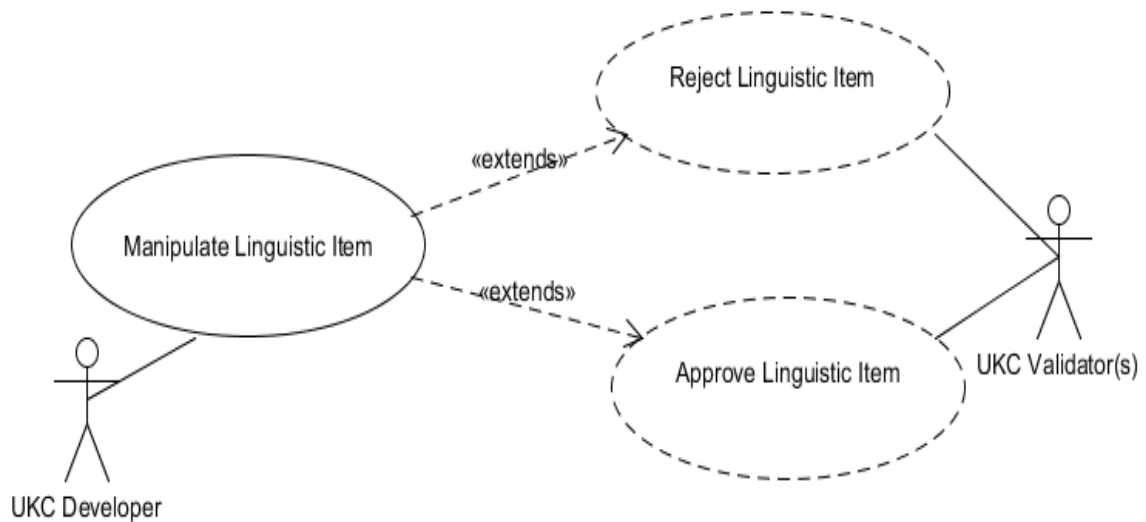 Reject Linguistic Item
«extends»
Manipulate Linguistic Item
«extends»
Approve Linguistic Item
UKC Validator(s)
UKC Developer